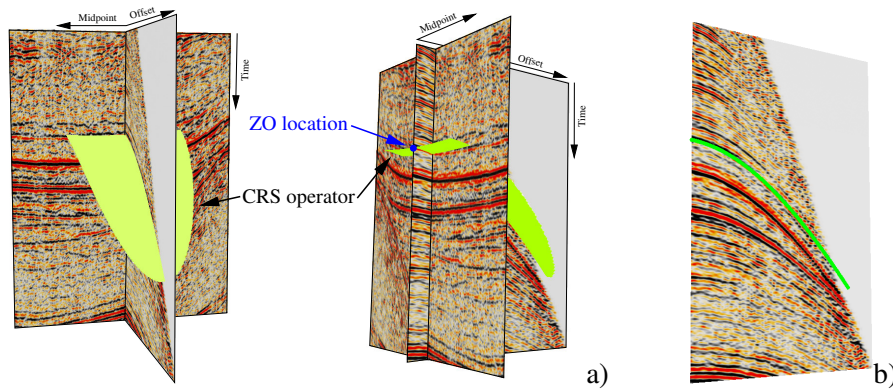 Midpoint
Offset
Time
Midpoint
Offset
Time
ZO location
CRS operator
a)
b)